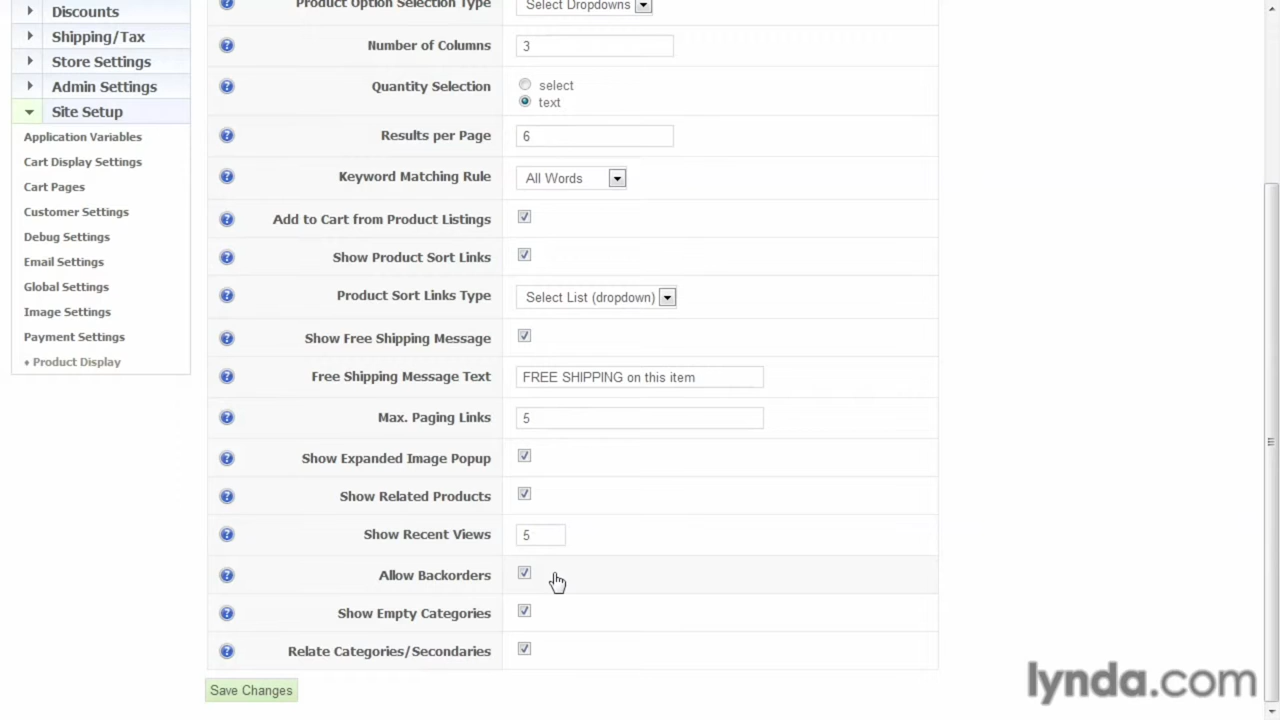 Discounts
Shipping/Tax
Store Settings
Admin Settings
Site Setup
Application Variables
Cart Display Settings
Cart Pages
Customer Settings
Debug Settings
Email Settings
Global Settings
Image Settings
Payment Settings
Product Display
Product Option Selection Type Select Dropdowns
Number of Columns 3
Quantity Selection select
text
Results per Page 6
Keyword Matching Rule All Words
Add to Cart from Product Listings
Show Product Sort Links
Product Sort Links Type Select List (dropdown)
Show Free Shipping Message
Free Shipping Message Text FREE SHIPPING on this item
Max. Paging Links 5
Show Expanded Image Popup
Show Related Products
Show Recent Views 5
Allow Backorders
Show Empty Categories
Relate Categories/Secondaries
Save Changes
lynda.com